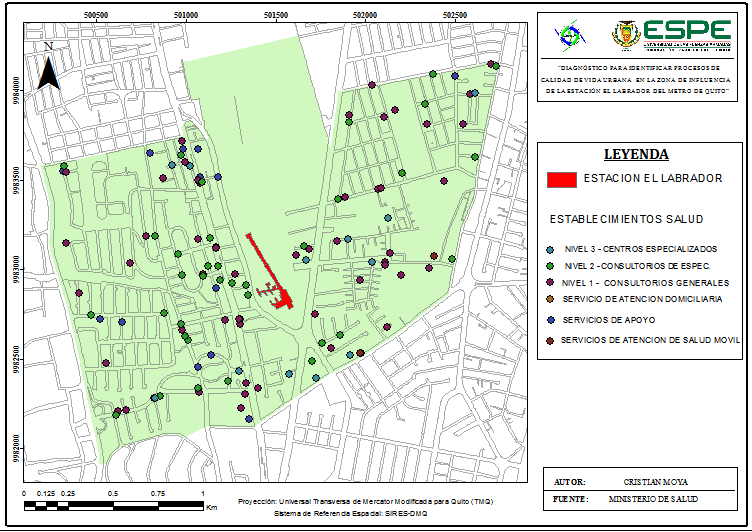 500500 501000 501500 502000 502500
9984000
9983500
9983000
9982500
9982000
N
ESPE
"DIAGNÓSTICO PARA IDENTIFICAR PROCESOS DE
CALIDAD DE VIDA URBANA EN LA ZONA DE INFLUENCIA
DE LA ESTACIÓN EL LABRADOR DEL METRO DE QUITO".
LEYENDA
ESTACION EL LABRADOR
ESTABLECIMIENTOS SALUD
NIVEL 3 - CENTROS ESPECIALIZADOS
NIVEL 2 - CONSULTORIOS DE ESPEC.
NIVEL 1 - CONSULTORIOS GENERALES
SERVICIO DE ATENCION DOMICILIARIA
SERVICIOS DE APOYO
SERVICIOS DE ATENCION DE SALUD MOVIL
AUTOR: CRISTIAN MOYA
FUENTE: MINISTERIO DE SALUD
0 0.125 0.25 0.5 0.75 1
Km
Proyección: Universal Transversa de Mercator Modificada para Quito (TMQ)
Sistema de Referencia Espacial: SIRES-DMQ